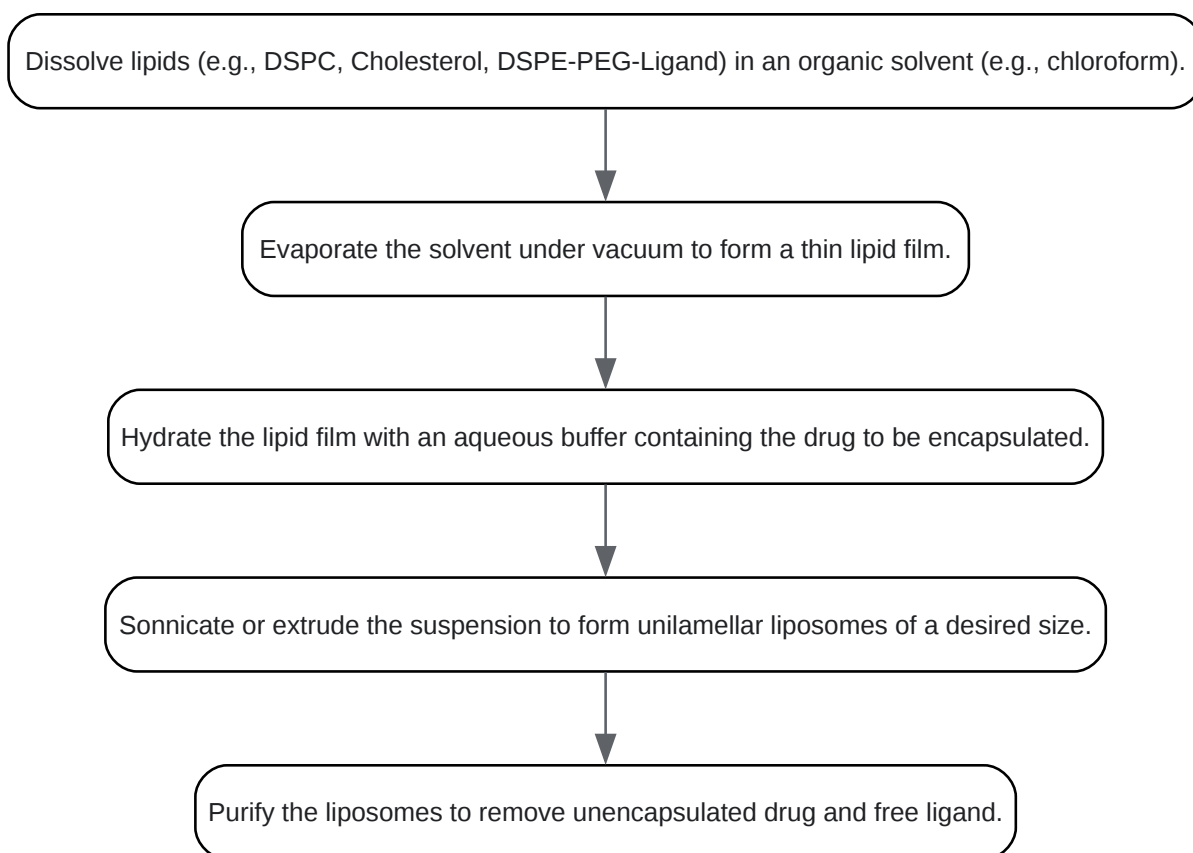 Dissolve lipids (e.g., DSPC, Cholesterol, DSPE-PEG-Ligand) in an organic solvent (e.g., chloroform).
Evaporate the solvent under vacuum to form a thin lipid film.
Hydrate the lipid film with an aqueous buffer containing the drug to be encapsulated.
Sonnicate or extrude the suspension to form unilamellar liposomes of a desired size.
Purify the liposomes to remove unencapsulated drug and free ligand.